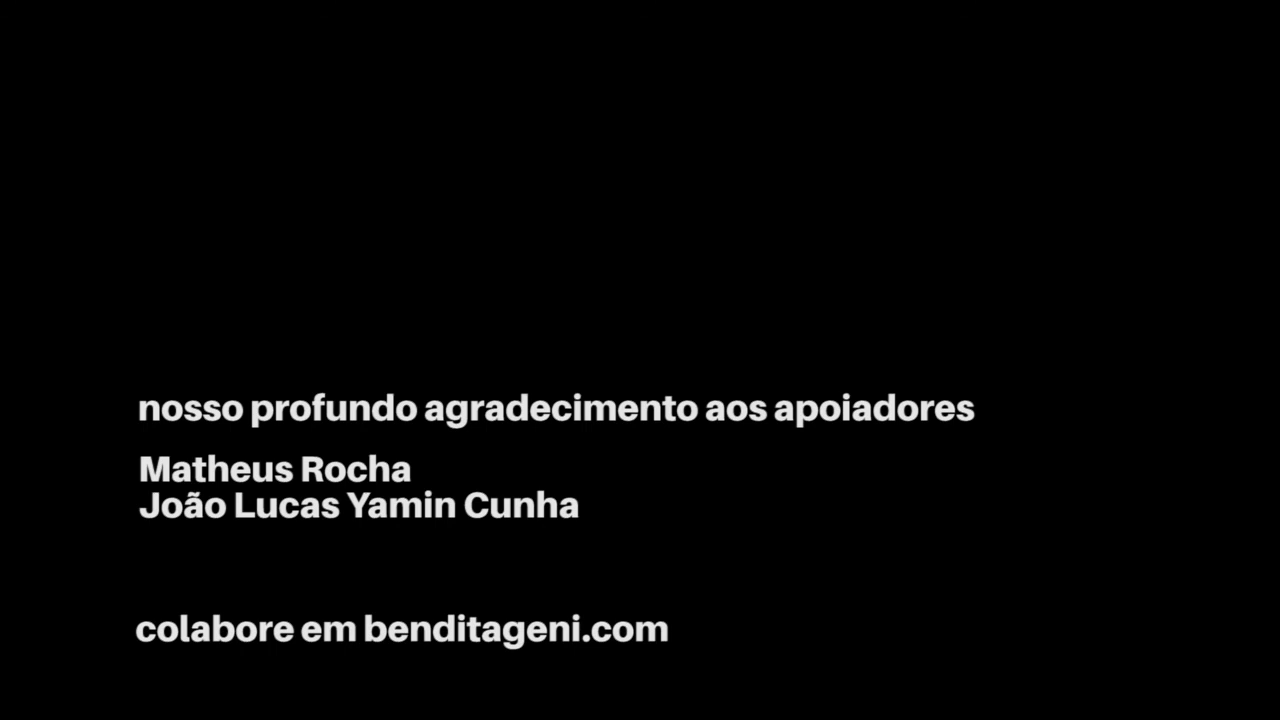 nosso profundo agradecimento aos apoiadores
Matheus Rocha
João Lucas Yamin Cunha
colabore em benditageni.com